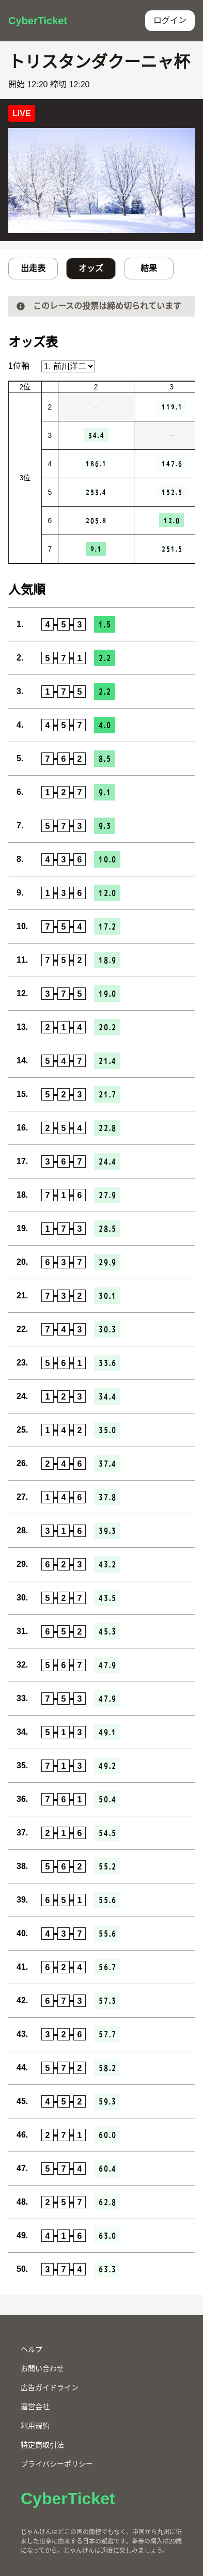 CyberTicket
ログイン
トリスタンダクーニャ杯
開始 12:20 締切 12:20
LIVE
出走表
オッズ
結果
このレースの投票は締め切られています
オッズ表
1位軸 1. 前川洋二
2位 2 3
3位
2 - 119.1
3 34.4 -
4 186.1 147.6
5 253.4 152.5
6 205.8 12.0
7 9.1 251.5
人気順
1. 4-5-3 1.5
2. 5-7-1 2.2
3. 1-7-5 2.2
4. 4-5-7 4.0
5. 7-6-2 8.5
6. 1-2-7 9.1
7. 5-7-3 9.3
8. 4-3-6 10.0
9. 1-3-6 12.0
10. 7-5-4 17.2
11. 7-5-2 18.9
12. 3-7-5 19.0
13. 2-1-4 20.2
14. 5-4-7 21.4
15. 5-2-3 21.7
16. 2-5-4 22.8
17. 3-6-7 24.4
18. 7-1-6 27.9
19. 1-7-3 28.5
20. 6-3-7 29.9
21. 7-3-2 30.1
22. 7-4-3 30.3
23. 5-6-1 33.6
24. 1-2-3 34.4
25. 1-4-2 35.0
26. 2-4-6 37.4
27. 1-4-6 37.8
28. 3-1-6 39.3
29. 6-2-3 43.2
30. 5-2-7 43.5
31. 6-5-2 45.3
32. 5-6-7 47.9
33. 7-5-3 47.9
34. 5-1-3 49.1
35. 7-1-3 49.2
36. 7-6-1 50.4
37. 2-1-6 54.5
38. 5-6-2 55.2
39. 6-5-1 55.6
40. 4-3-7 55.6
41. 6-2-4 56.7
42. 6-7-3 57.3
43. 3-2-6 57.7
44. 5-7-2 58.2
45. 4-5-2 59.3
46. 2-7-1 60.0
47. 5-7-4 60.4
48. 2-5-7 62.8
49. 4-1-6 63.0
50. 3-7-4 63.3
ヘルプ
お問い合わせ
広告ガイドライン
運営会社
利用規約
特定商取引法
プライバシーポリシー
CyberTicket
じゃんけんはどこの国の商標でもなく、中国から九州に伝
来した虫拳に由来する日本の遊戯です。拳券の購入は20歳
になってから。じゃんけんは適度に楽しみましょう。